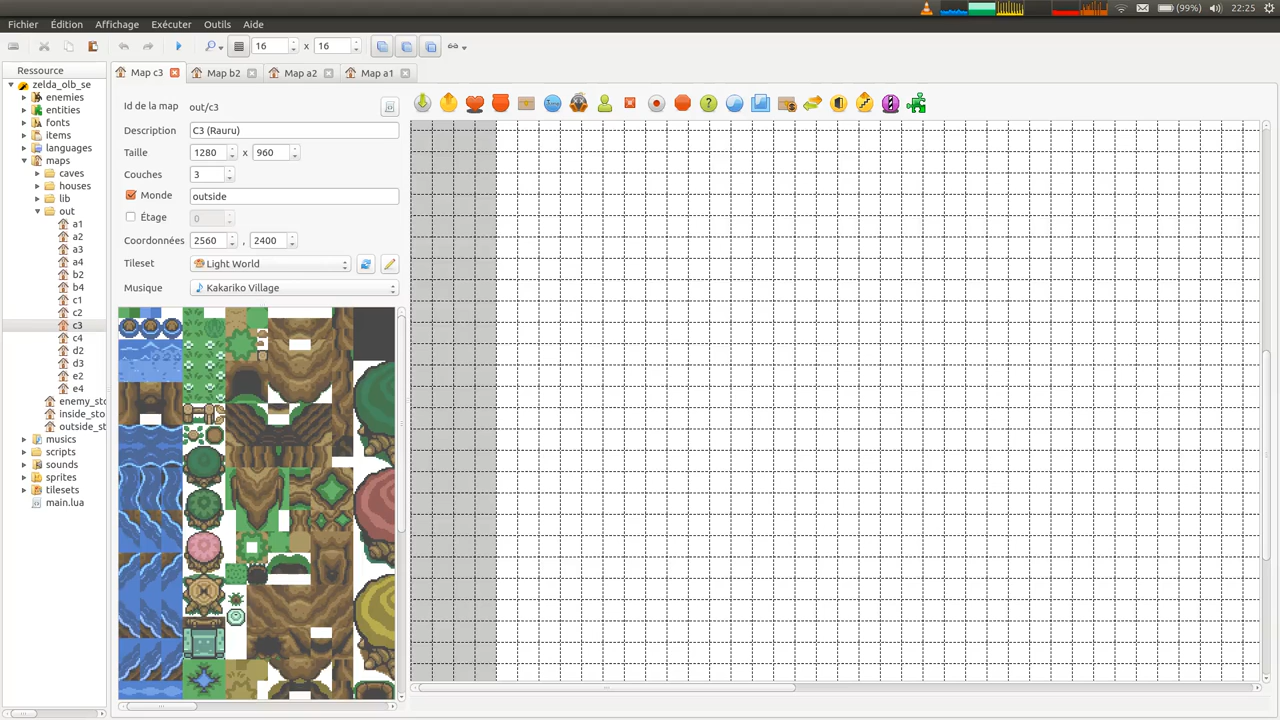 (99%) 22:25
Fichier Édition Affichage Exécuter Outils Aide
16 x 16
Ressource
zelda_olb_se
enemies
entities
fonts
items
languages
maps
caves
houses
lib
out
a1
a2
a3
a4
b2
b4
c1
c2
c3
c4
d2
d3
e2
e4
enemy_sto
inside_sto
outside_st
musics
scripts
sounds
sprites
tilesets
main.lua
Map c3 Map b2 Map a2 Map a1
Id de la map out/c3
Description C3 (Rauru)
Taille 1280 x 960
Couches 3
Monde outside
Étage 0
Coordonnées 2560 , 2400
Tileset Light World
Musique Kakariko Village